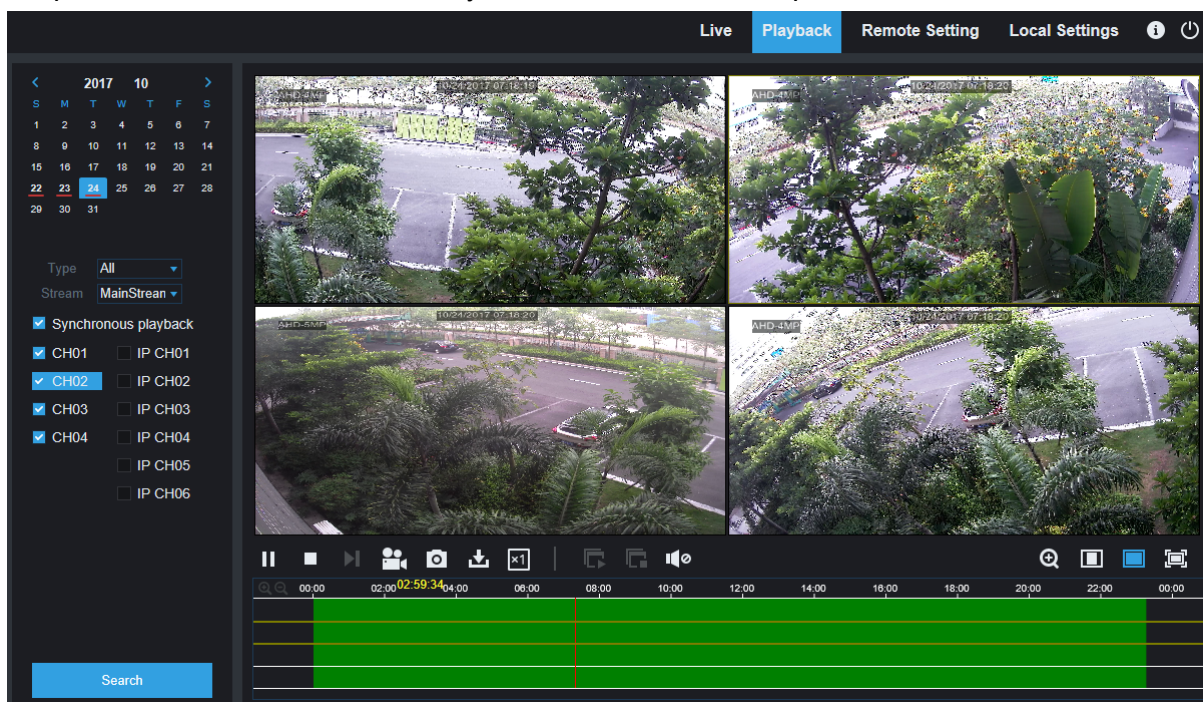 Live Playback Remote Setting Local Settings
2017 10
S M T W T F S
1 2 3 4 5 6 7
8 9 10 11 12 13 14
15 16 17 18 19 20 21
22 23 24 25 26 27 28
29 30 31
Type All
Stream MainStrean
Synchronous playback
CH01 IP CH01
CH02 IP CH02
CH03 IP CH03
CH04 IP CH04
IP CH05
IP CH06
Search
AHD-4MP 10/24/2017 07:18:19
AHD-4MP 10/24/2017 07:18:20
AHD-5MP 10/24/2017 07:18:20
AHD-4MP 10/24/2017 07:18:20
x1
00:00 02:00 02:59:34 04:00 06:00 08:00 10:00 12:00 14:00 16:00 18:00 20:00 22:00 00:00